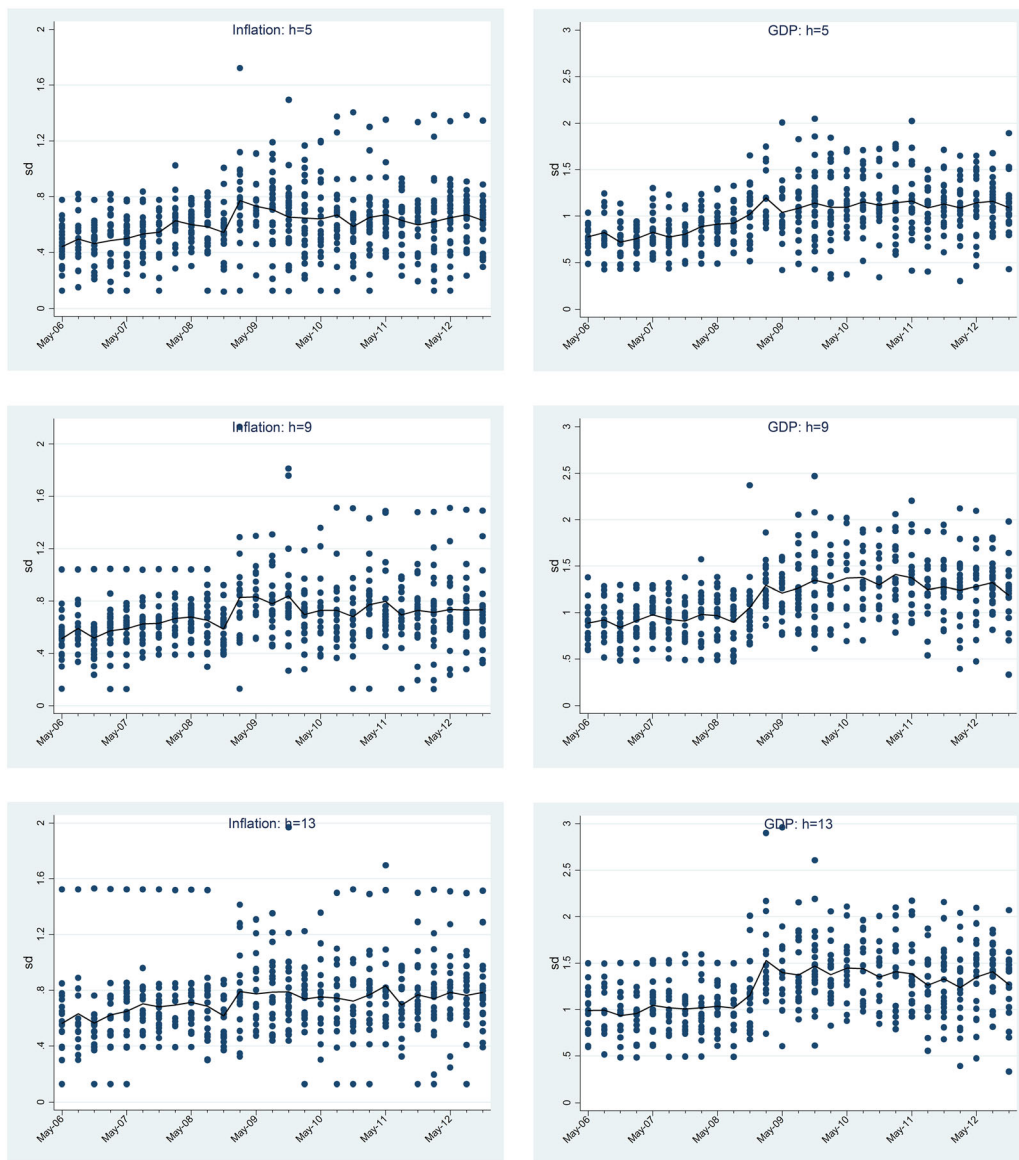 Inflation: h=5
sd
2
1.6
1.2
.8
.4
0
May-06
May-07
May-08
May-09
May-10
May-11
May-12
GDP: h=5
sd
3
2.5
2
1.5
1
.5
0
May-06
May-07
May-08
May-09
May-10
May-11
May-12
Inflation: h=9
sd
2
1.6
1.2
.8
.4
0
May-06
May-07
May-08
May-09
May-10
May-11
May-12
GDP: h=9
sd
3
2.5
2
1.5
1
.5
0
May-06
May-07
May-08
May-09
May-10
May-11
May-12
Inflation: h=13
sd
2
1.6
1.2
.8
.4
0
May-06
May-07
May-08
May-09
May-10
May-11
May-12
GDP: h=13
sd
3
2.5
2
1.5
1
.5
0
May-06
May-07
May-08
May-09
May-10
May-11
May-12